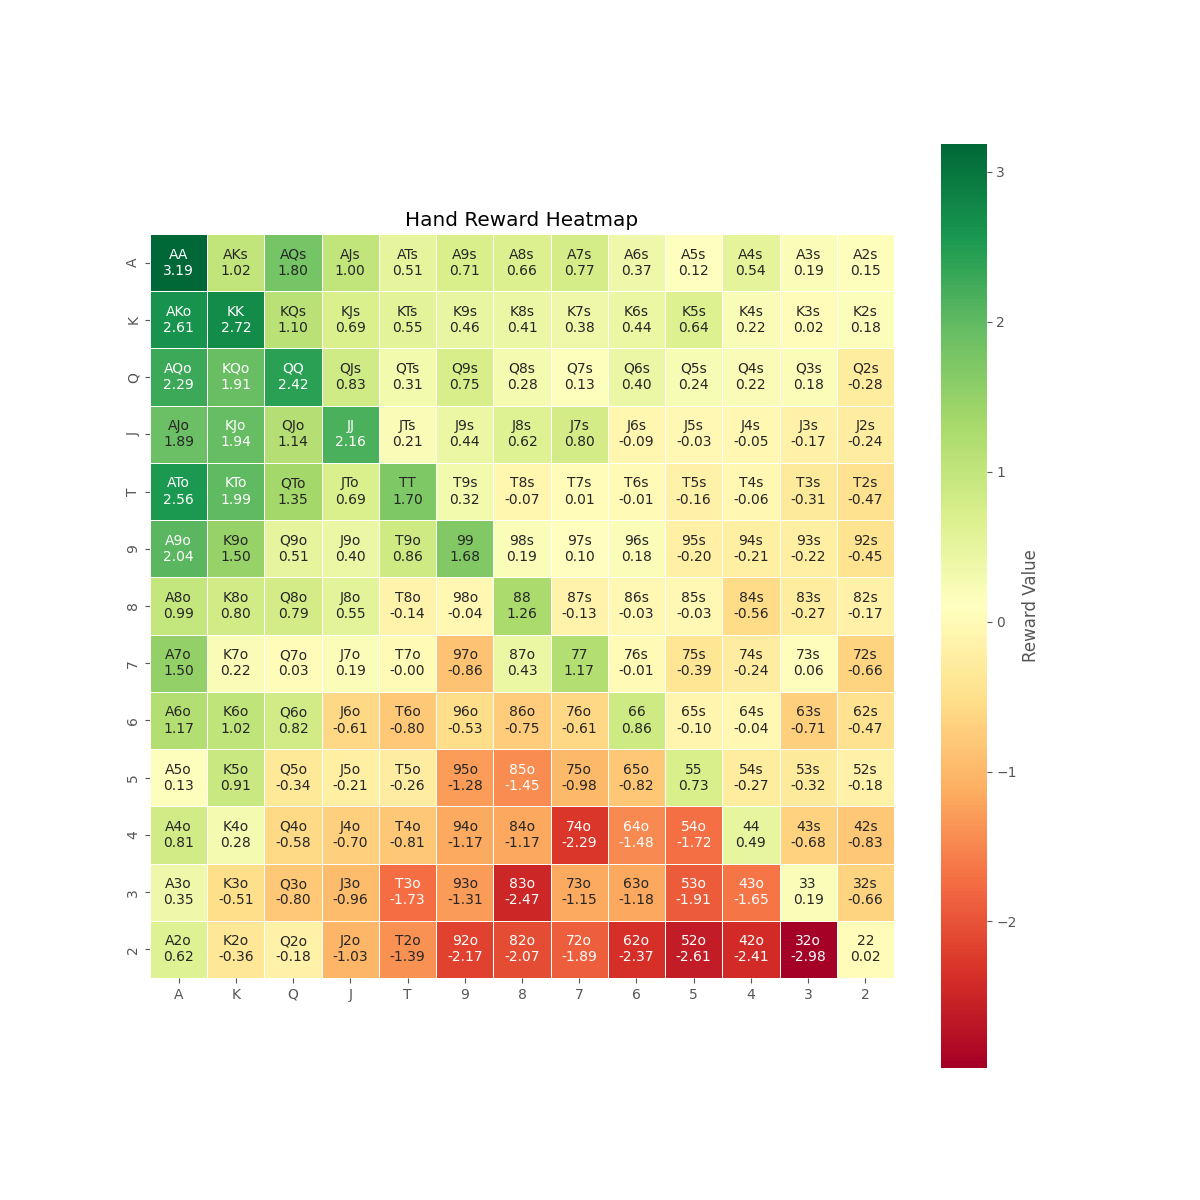 Hand Reward Heatmap
A AA AKs AQs AJs ATs A9s A8s A7s A6s A5s A4s A3s A2s
3.19 1.02 1.80 1.00 0.51 0.71 0.66 0.77 0.37 0.12 0.54 0.19 0.15
K AKo KK KQs KJs KTs K9s K8s K7s K6s K5s K4s K3s K2s
2.61 2.72 1.10 0.69 0.55 0.46 0.41 0.38 0.44 0.64 0.22 0.02 0.18
Q AQo KQo QQ QJs QTs Q9s Q8s Q7s Q6s Q5s Q4s Q3s Q2s
2.29 1.91 2.42 0.83 0.31 0.75 0.28 0.13 0.40 0.24 0.22 0.18 -0.28
J AJo KJo QJo JJ JTs J9s J8s J7s J6s J5s J4s J3s J2s
1.89 1.94 1.14 2.16 0.21 0.44 0.62 0.80 -0.09 -0.03 -0.05 -0.17 -0.24
T ATo KTo QTo JTo TT T9s T8s T7s T6s T5s T4s T3s T2s
2.56 1.99 1.35 0.69 1.70 0.32 -0.07 0.01 -0.01 -0.16 -0.06 -0.31 -0.47
9 A9o K9o Q9o J9o T9o 99 98s 97s 96s 95s 94s 93s 92s
2.04 1.50 0.51 0.40 0.86 1.68 0.19 0.10 0.18 -0.20 -0.21 -0.22 -0.45
8 A8o K8o Q8o J8o T8o 98o 88 87s 86s 85s 84s 83s 82s
0.99 0.80 0.79 0.55 -0.14 -0.04 1.26 -0.13 -0.03 -0.03 -0.56 -0.27 -0.17
7 A7o K7o Q7o J7o T7o 97o 87o 77 76s 75s 74s 73s 72s
1.50 0.22 0.03 0.19 -0.00 -0.86 0.43 1.17 -0.01 -0.39 -0.24 0.06 -0.66
6 A6o K6o Q6o J6o T6o 96o 86o 76o 66 65s 64s 63s 62s
1.17 1.02 0.82 -0.61 -0.80 -0.53 -0.75 -0.61 0.86 -0.10 -0.04 -0.71 -0.47
5 A5o K5o Q5o J5o T5o 95o 85o 75o 65o 55 54s 53s 52s
0.13 0.91 -0.34 -0.21 -0.26 -1.28 -1.45 -0.98 -0.82 0.73 -0.27 -0.32 -0.18
4 A4o K4o Q4o J4o T4o 94o 84o 74o 64o 54o 44 43s 42s
0.81 0.28 -0.58 -0.70 -0.81 -1.17 -1.17 -2.29 -1.48 -1.72 0.49 -0.68 -0.83
3 A3o K3o Q3o J3o T3o 93o 83o 73o 63o 53o 43o 33 32s
0.35 -0.51 -0.80 -0.96 -1.73 -1.31 -2.47 -1.15 -1.18 -1.91 -1.65 0.19 -0.66
2 A2o K2o Q2o J2o T2o 92o 82o 72o 62o 52o 42o 32o 22
0.62 -0.36 -0.18 -1.03 -1.39 -2.17 -2.07 -1.89 -2.37 -2.61 -2.41 -2.98 0.02
A K Q J T 9 8 7 6 5 4 3 2
3
2
1
0
−1
−2
Reward Value